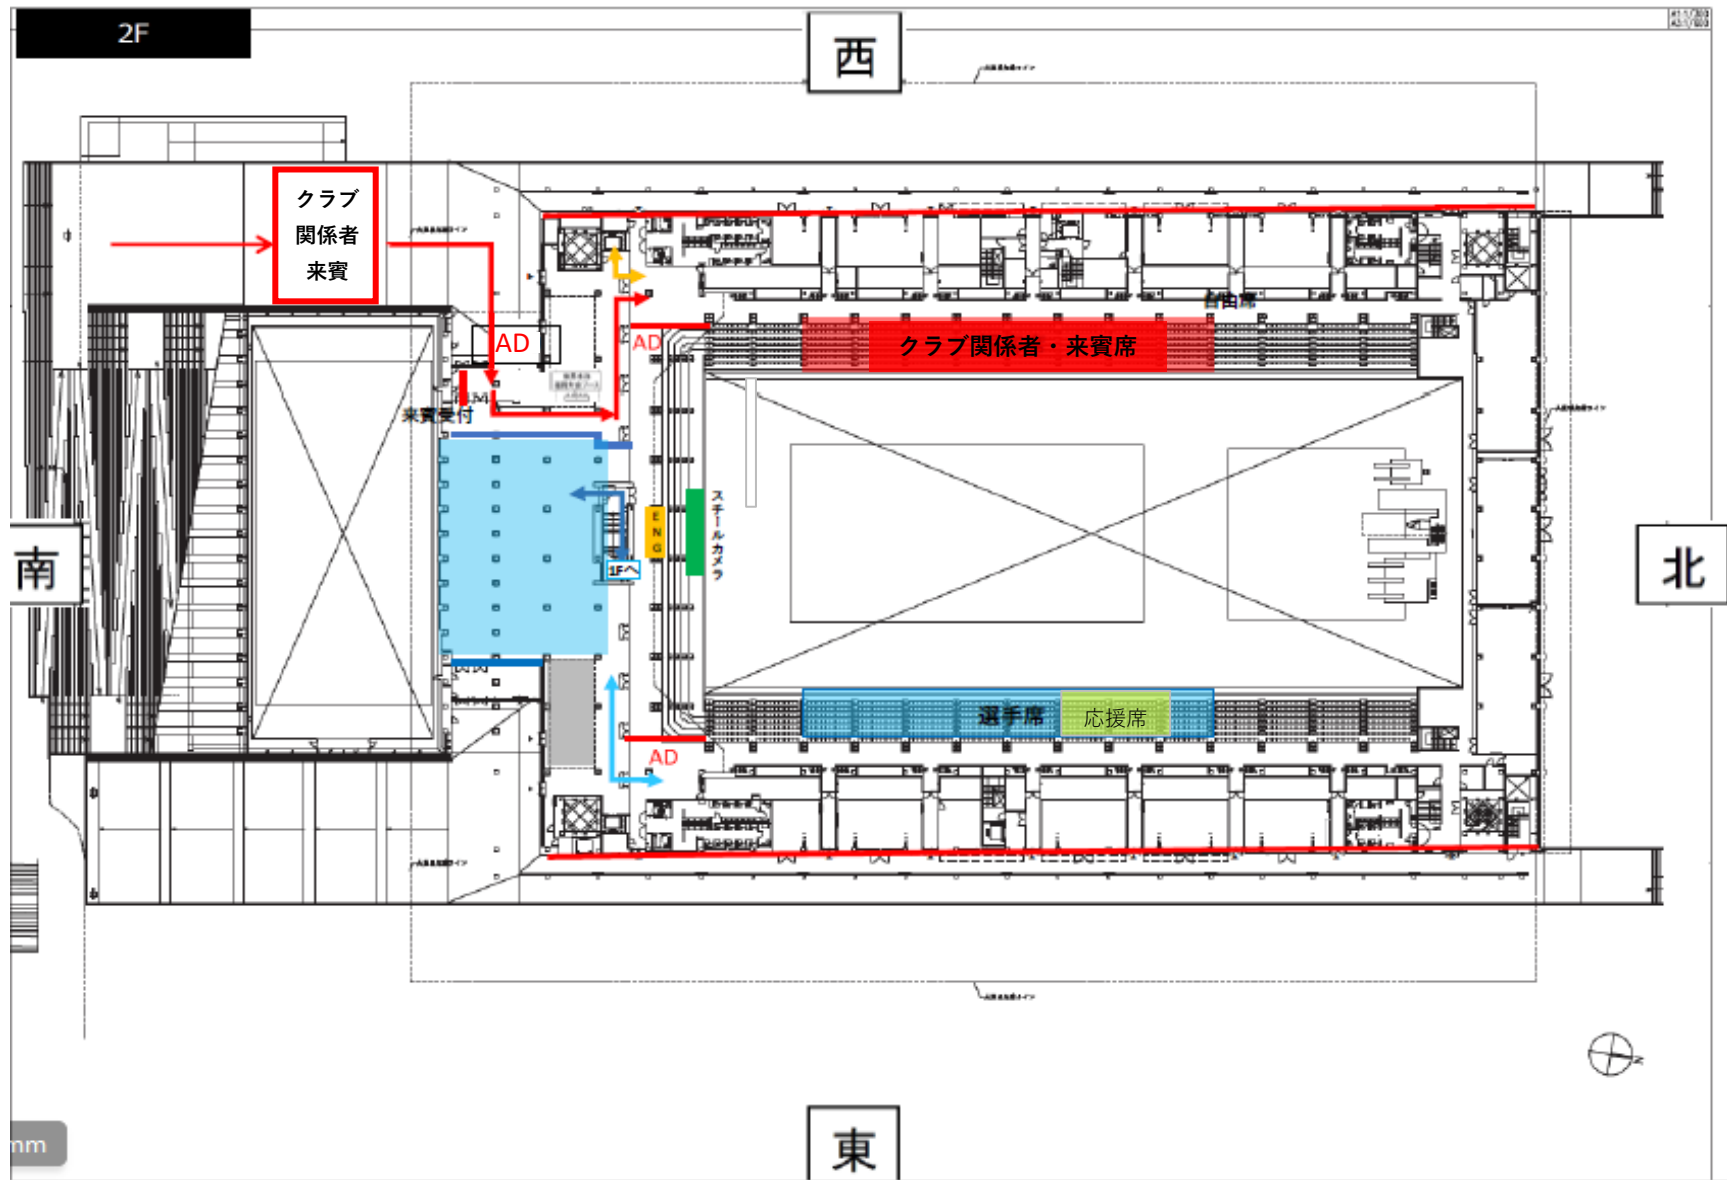 2F
西
クラブ
関係者
来賓
自由席
AD
AD
クラブ関係者・来賓席
来賓受付
スチールカメラ
ENG
1Fへ
南
北
選手席
応援席
AD
N
東
mm